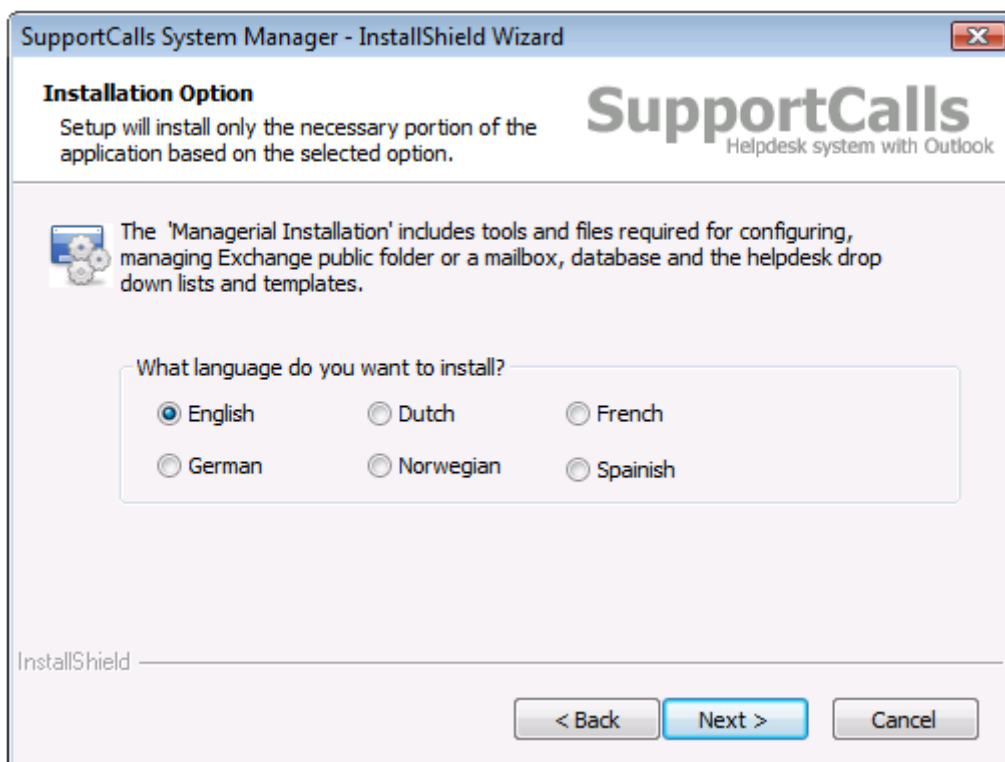 SupportCalls System Manager - InstallShield Wizard
Installation Option
Setup will install only the necessary portion of the
application based on the selected option.
SupportCalls
Helpdesk system with Outlook
The 'Managerial Installation' includes tools and files required for configuring,
managing Exchange public folder or a mailbox, database and the helpdesk drop
down lists and templates.
What language do you want to install?
English Dutch French
German Norwegian Spainish
InstallShield
< Back Next > Cancel